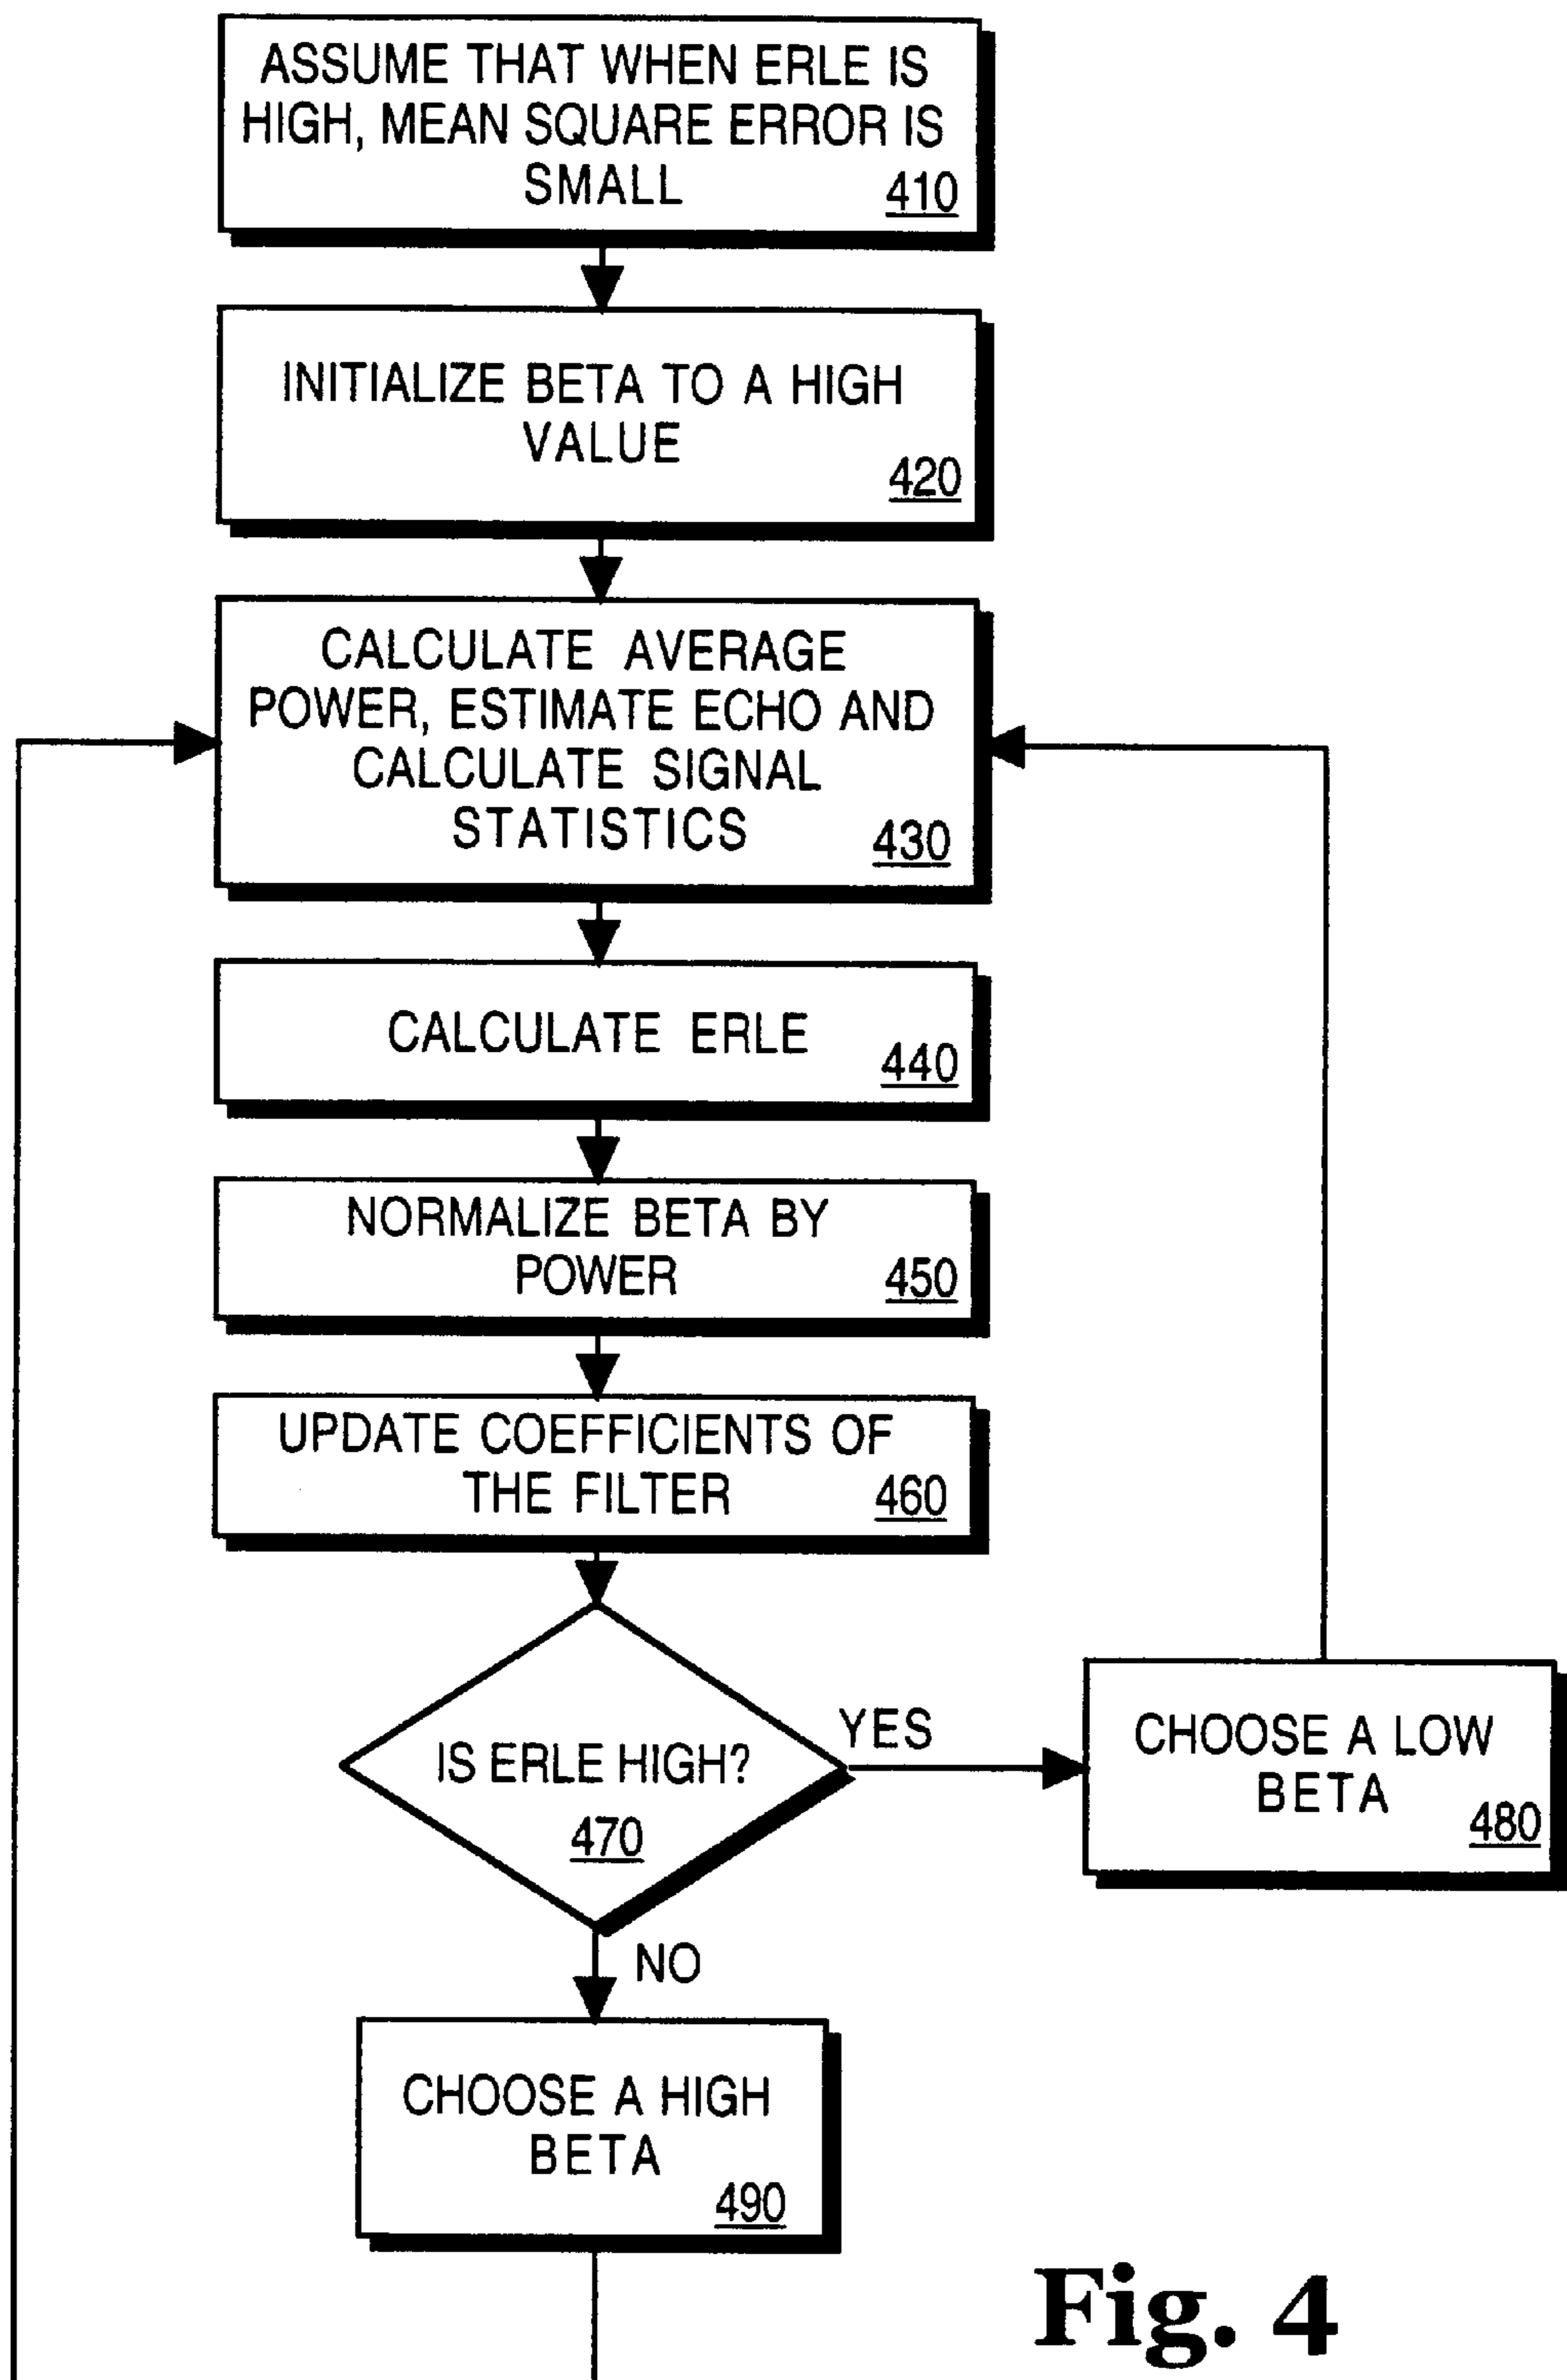 ASSUME THAT WHEN ERLE IS
HIGH, MEAN SQUARE ERROR IS
SMALL
410
INITIALIZE BETA TO A HIGH
VALUE
420
CALCULATE AVERAGE
POWER, ESTIMATE ECHO AND
CALCULATE SIGNAL
STATISTICS
430
CALCULATE ERLE
440
NORMALIZE BETA BY
POWER
450
UPDATE COEFFICIENTS OF
THE FILTER
460
IS ERLE HIGH?
470
YES
CHOOSE A LOW
BETA
480
NO
CHOOSE A HIGH
BETA
490
Fig. 4